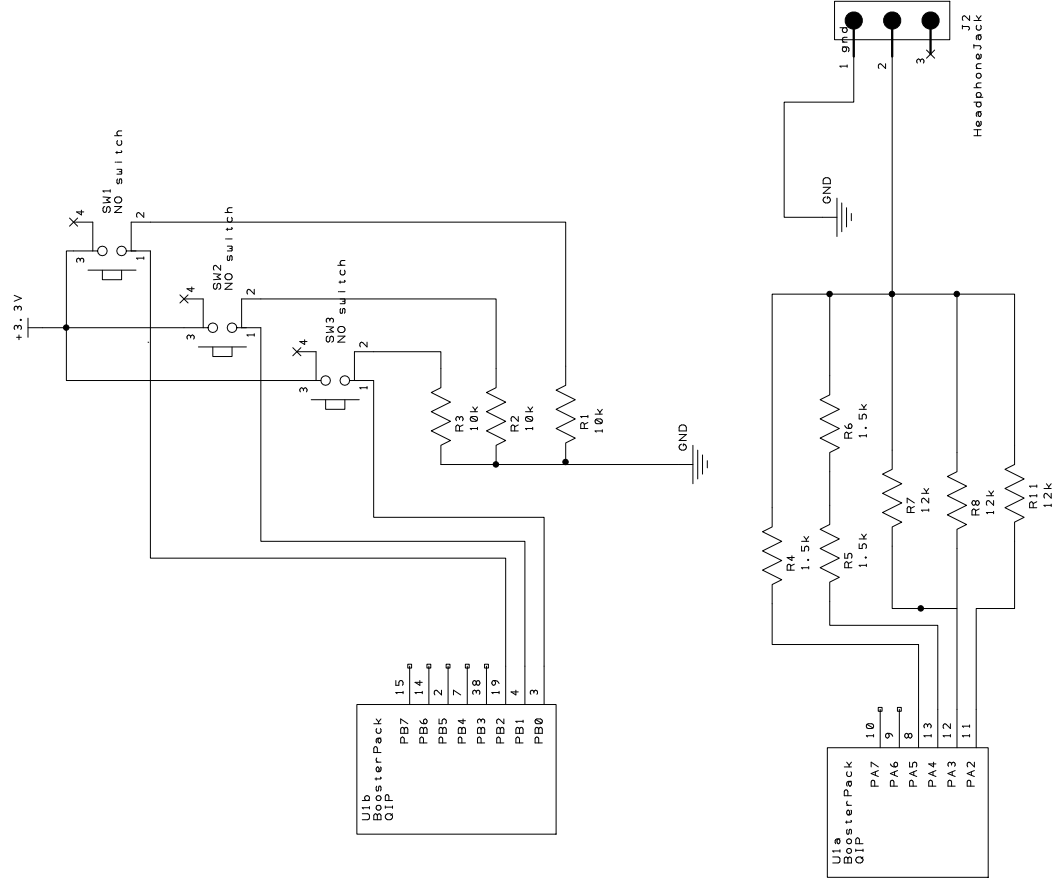 +3.3V
SW1
NO switch
4
3
2
1
SW2
NO switch
4
3
2
1
SW3
NO switch
4
3
2
1
R3
10k
R2
10k
R1
10k
GND
15
14
2
7
38
19
4
3
PB7
PB6
PB5
PB4
PB3
PB2
PB1
PB0
U1b
BoosterPack
QIP
J2
HeadphoneJack
1 gnd
2
3
GND
R4
1.5k
R5
1.5k
R6
1.5k
R7
12k
R8
12k
R11
12k
10
9
8
13
12
11
PA7
PA6
PA5
PA4
PA3
PA2
U1a
BoosterPack
QIP